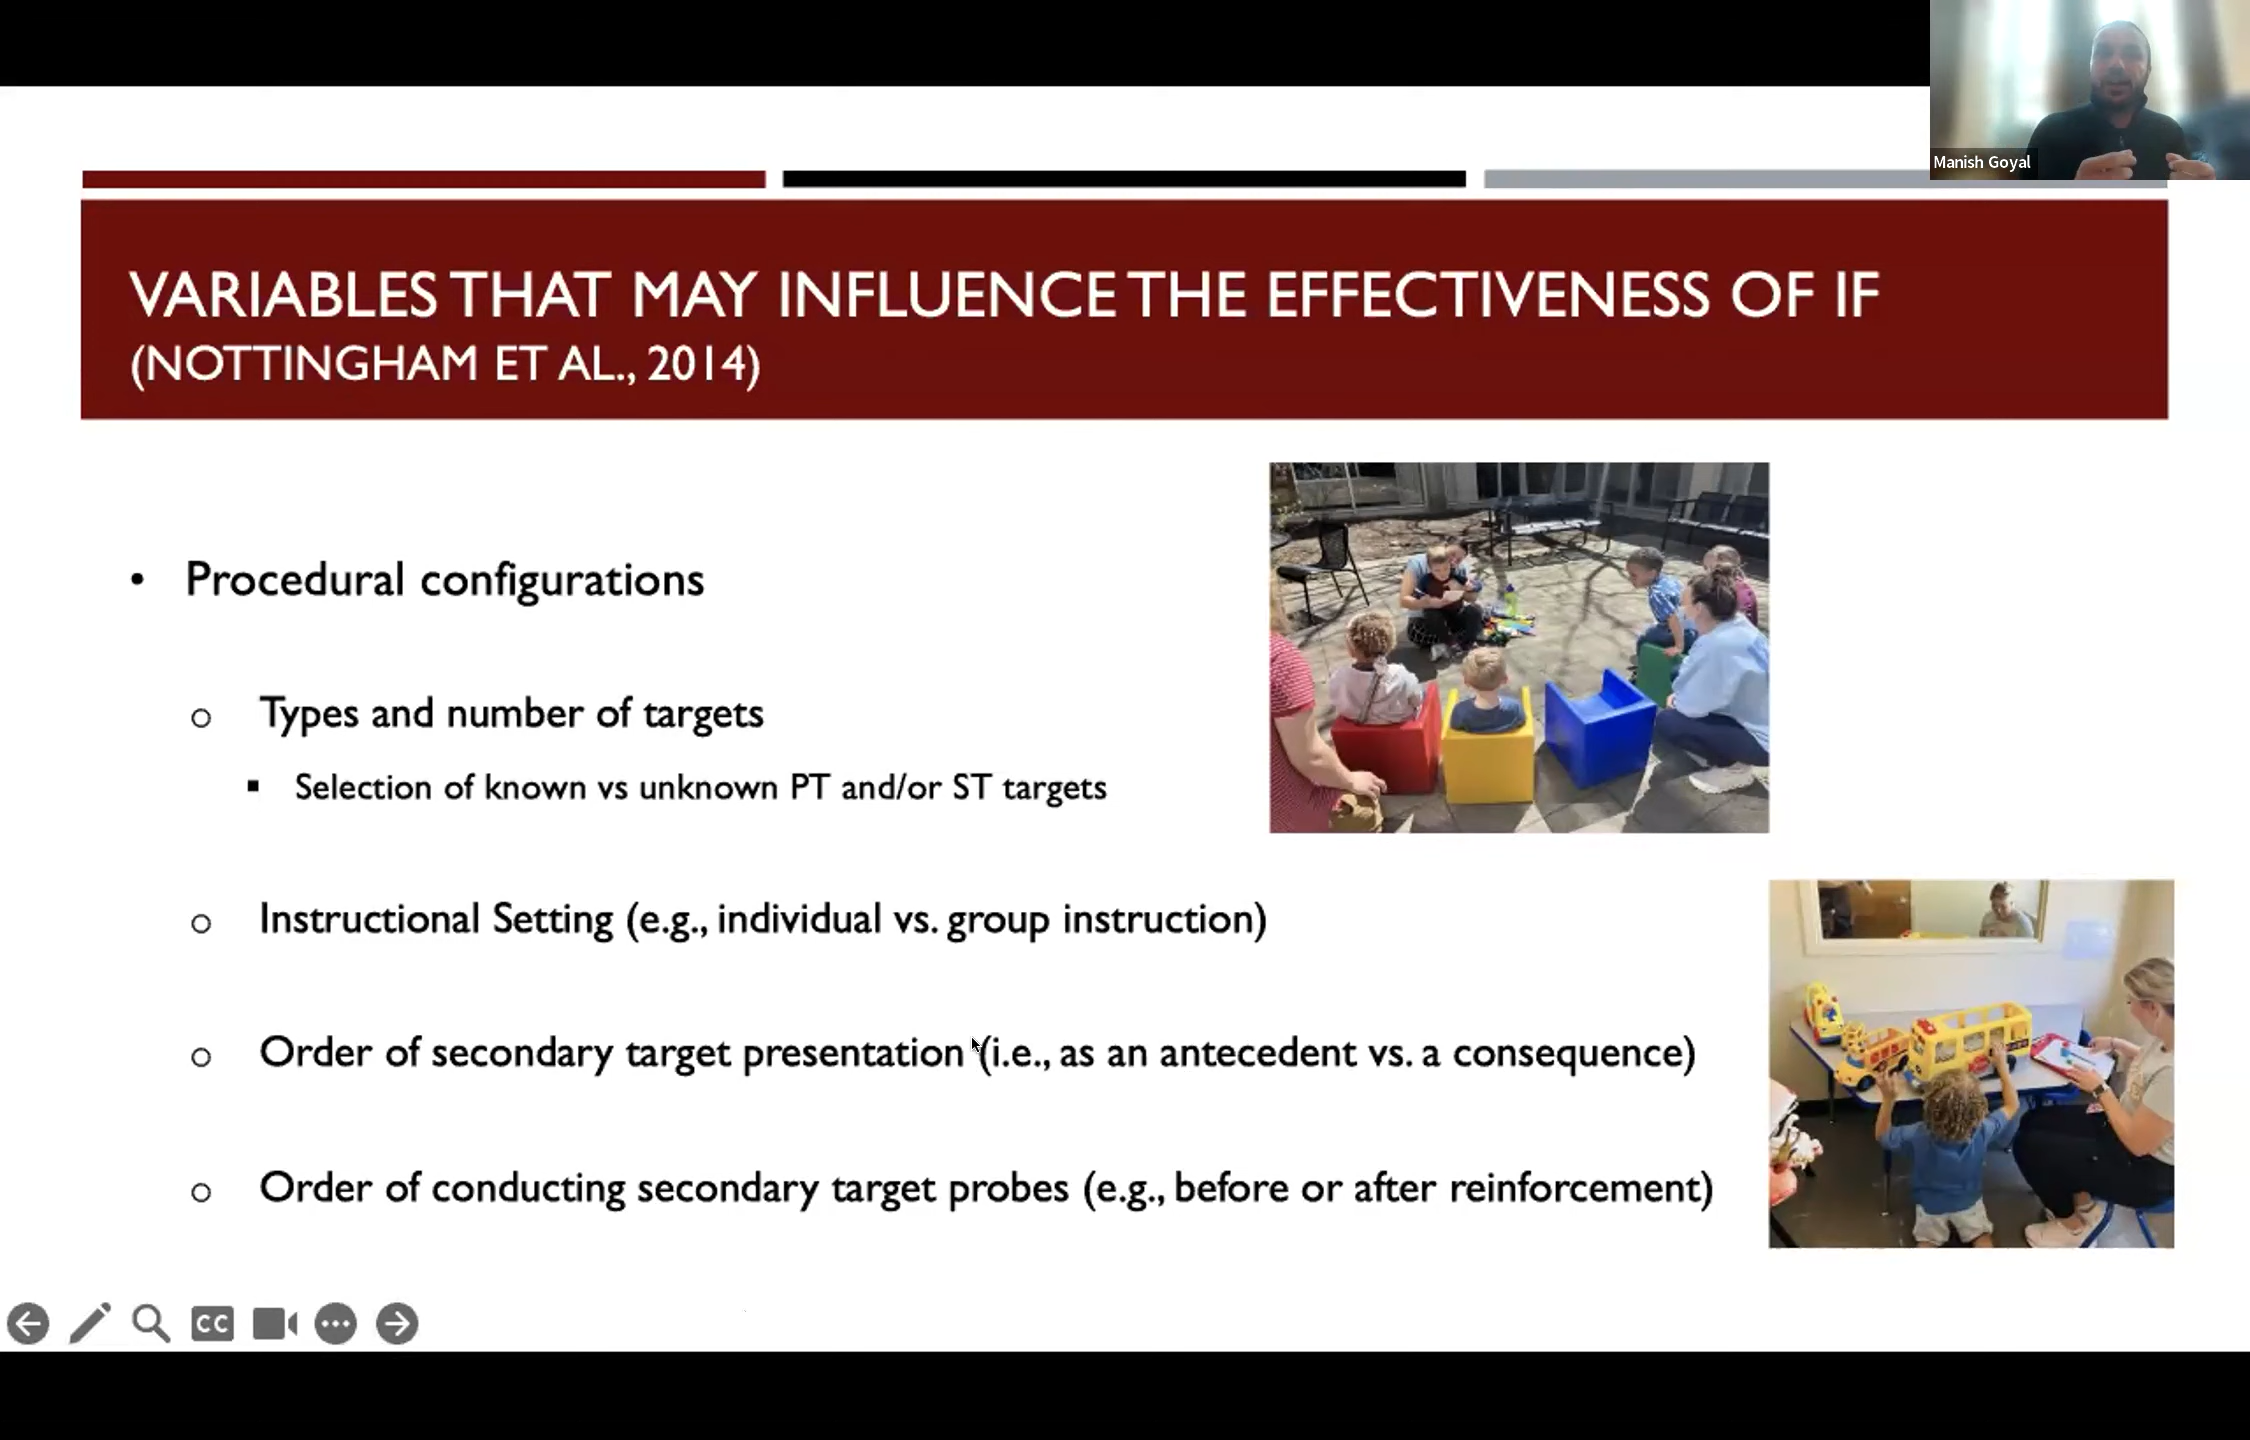 Manish Goyal
VARIABLES THAT MAY INFLUENCE THE EFFECTIVENESS OF IF
(NOTTINGHAM ET AL., 2014)
• Procedural configurations
o Types and number of targets
▪ Selection of known vs unknown PT and/or ST targets
o Instructional Setting (e.g., individual vs. group instruction)
o Order of secondary target presentation (i.e., as an antecedent vs. a consequence)
o Order of conducting secondary target probes (e.g., before or after reinforcement)
CC